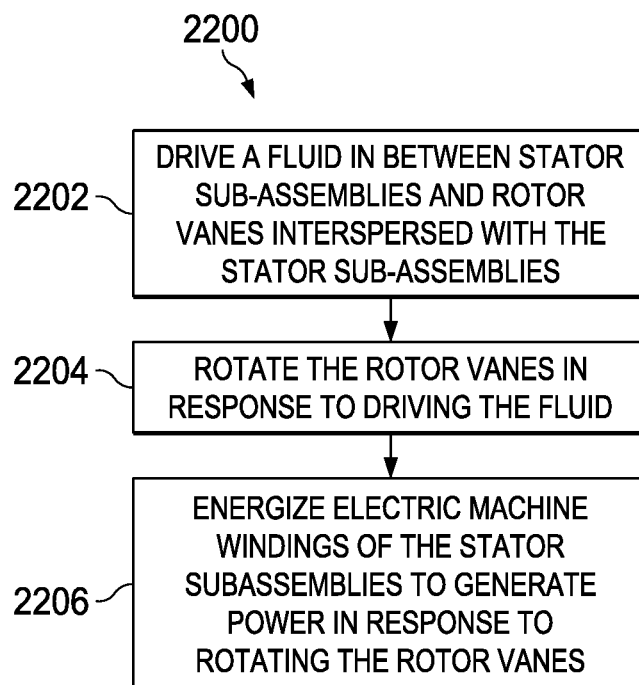 2200
DRIVE A FLUID IN BETWEEN STATOR
SUB-ASSEMBLIES AND ROTOR
VANES INTERSPERSED WITH THE
STATOR SUB-ASSEMBLIES
2202
ROTATE THE ROTOR VANES IN
RESPONSE TO DRIVING THE FLUID
2204
ENERGIZE ELECTRIC MACHINE
WINDINGS OF THE STATOR
SUBASSEMBLIES TO GENERATE
POWER IN RESPONSE TO
ROTATING THE ROTOR VANES
2206